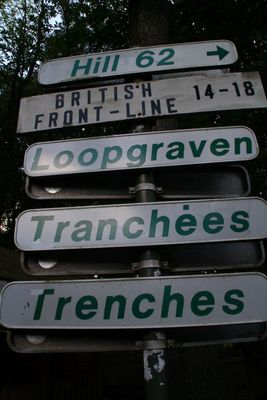 Hill 62 →
BRITISH
FRONT-LINE 14-18
Loopgraven
Tranchées
Trenches